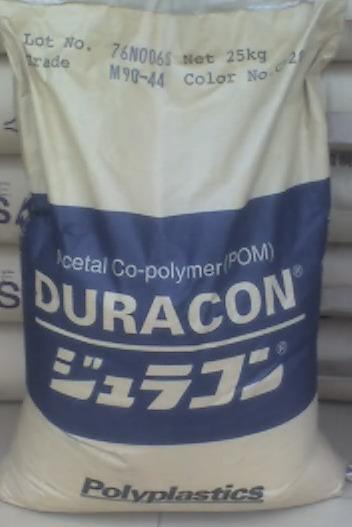 Lot No. 76N006S Net 25kg
Grade M90-44 Color No.
Acetal Co-polymer (POM)
DURACON®
ジュラコン®
Polyplastics